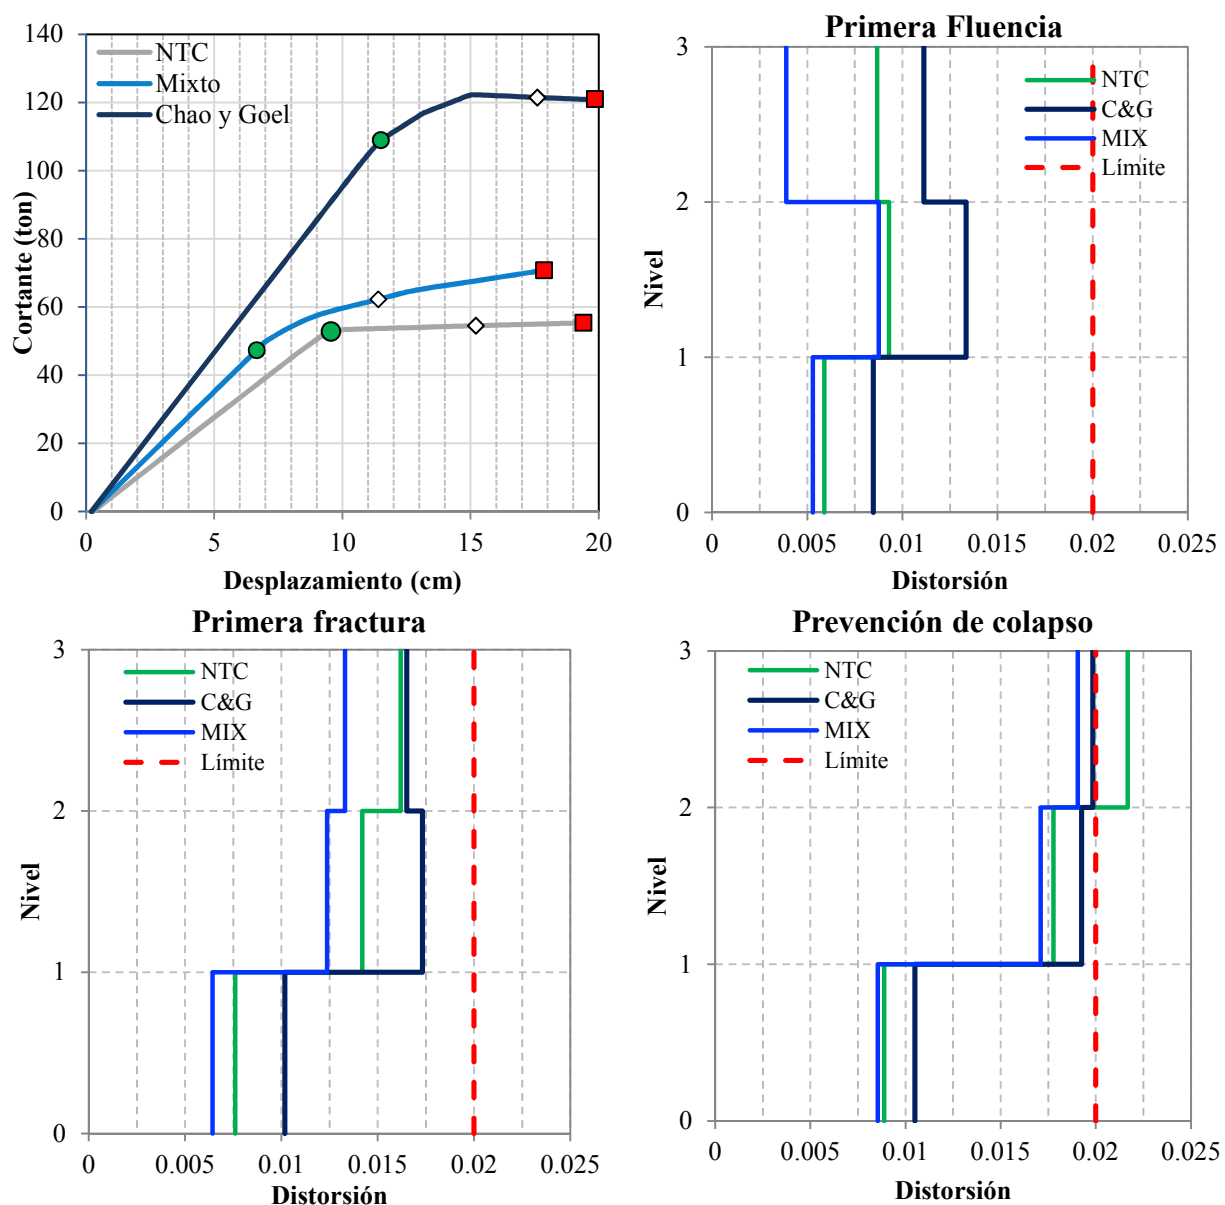 140
120
100
80
60
40
20
0
Cortante (ton)
NTC
Mixto
Chao y Goel
0 5 10 15 20
Desplazamiento (cm)
Primera Fluencia
3
2
1
0
Nivel
NTC
C&G
MIX
Límite
0 0.005 0.01 0.015 0.02 0.025
Distorsión
Primera fractura
3
2
1
0
Nivel
NTC
C&G
MIX
Límite
0 0.005 0.01 0.015 0.02 0.025
Distorsión
Prevención de colapso
3
2
1
0
Nivel
NTC
C&G
MIX
Límite
0 0.005 0.01 0.015 0.02 0.025
Distorsión